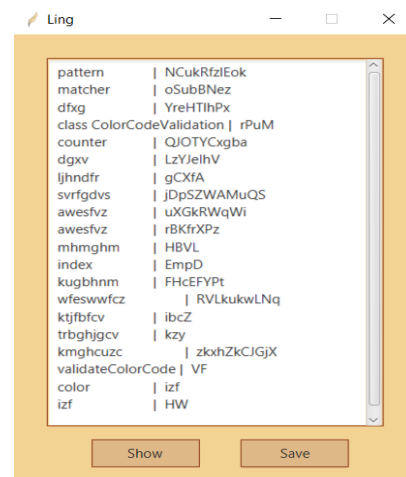 Ling
pattern | NCukRfzlEok
matcher | oSubBNez
dfxg | YreHTlhPx
class ColorCodeValidation | rPuM
counter | QJOTYCxgba
dgxv | LzYJelhV
ljhndfr | gCXfA
svrfgdvs | jDpSZWAMuQS
awesfvz | uXGkRWqWi
awesfvz | rBKfrXPz
mhmghm | HBVL
index | EmpD
kugbhnm | FHcEFYPt
wfeswwfcz | RVLkukwLNq
ktjfbfcv | ibcZ
trbghjgcv | kzy
kmghcuzc | zkxhZkCJGjX
validateColorCode | VF
color | izf
izf | HW
Show Save